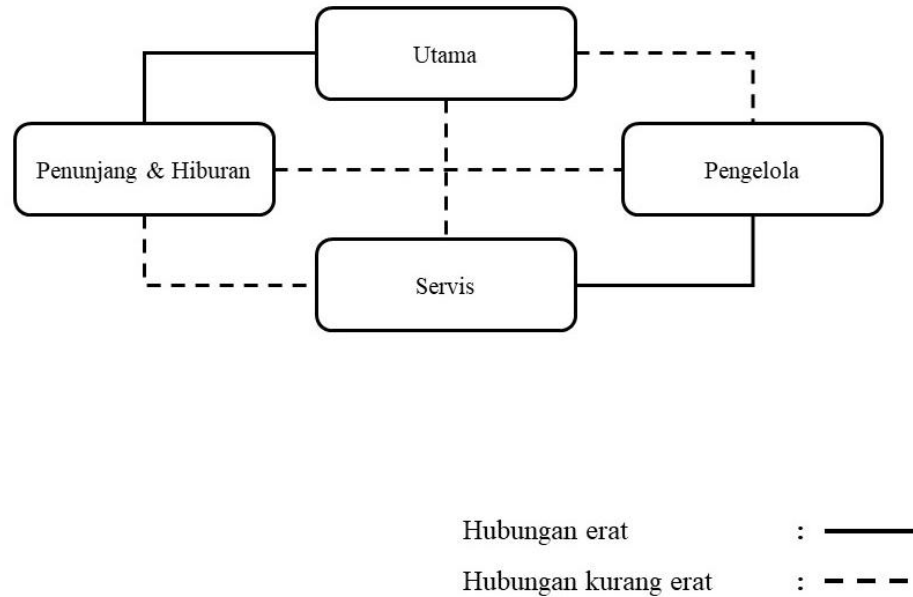 Utama
Penunjang & Hiburan
Pengelola
Servis
Hubungan erat :
Hubungan kurang erat :